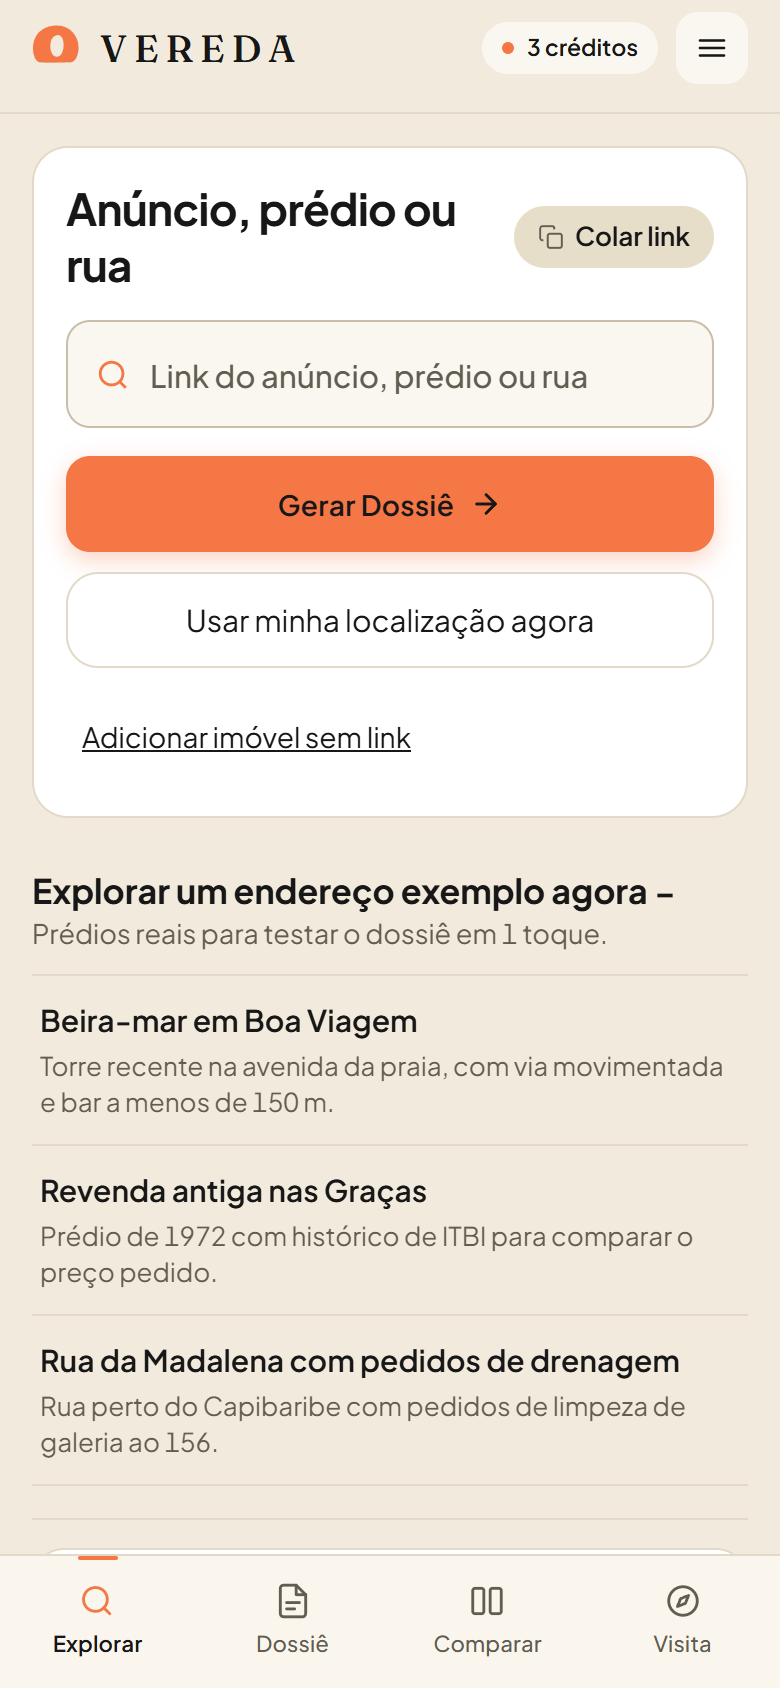 VEREDA
3 créditos
Anúncio, prédio ou
rua
Colar link
Link do anúncio, prédio ou rua
Gerar Dossiê
Usar minha localização agora
Adicionar imóvel sem link
Explorar um endereço exemplo agora –
Prédios reais para testar o dossiê em 1 toque.
Beira-mar em Boa Viagem
Torre recente na avenida da praia, com via movimentada
e bar a menos de 150 m.
Revenda antiga nas Graças
Prédio de 1972 com histórico de ITBI para comparar o
preço pedido.
Rua da Madalena com pedidos de drenagem
Rua perto do Capibaribe com pedidos de limpeza de
galeria ao 156.
Explorar
Dossiê
Comparar
Visita